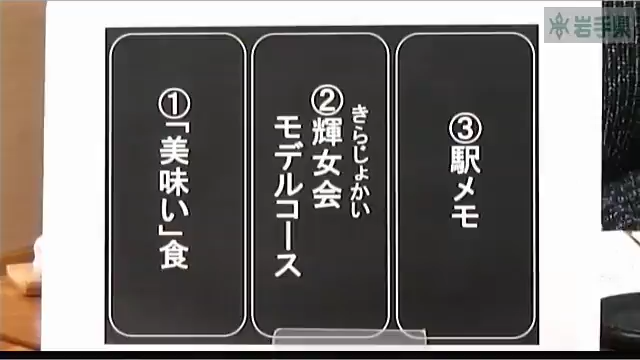 岩手県
①「美味い」食
②輝女会
きらじょかい
モデルコース
③駅メモ